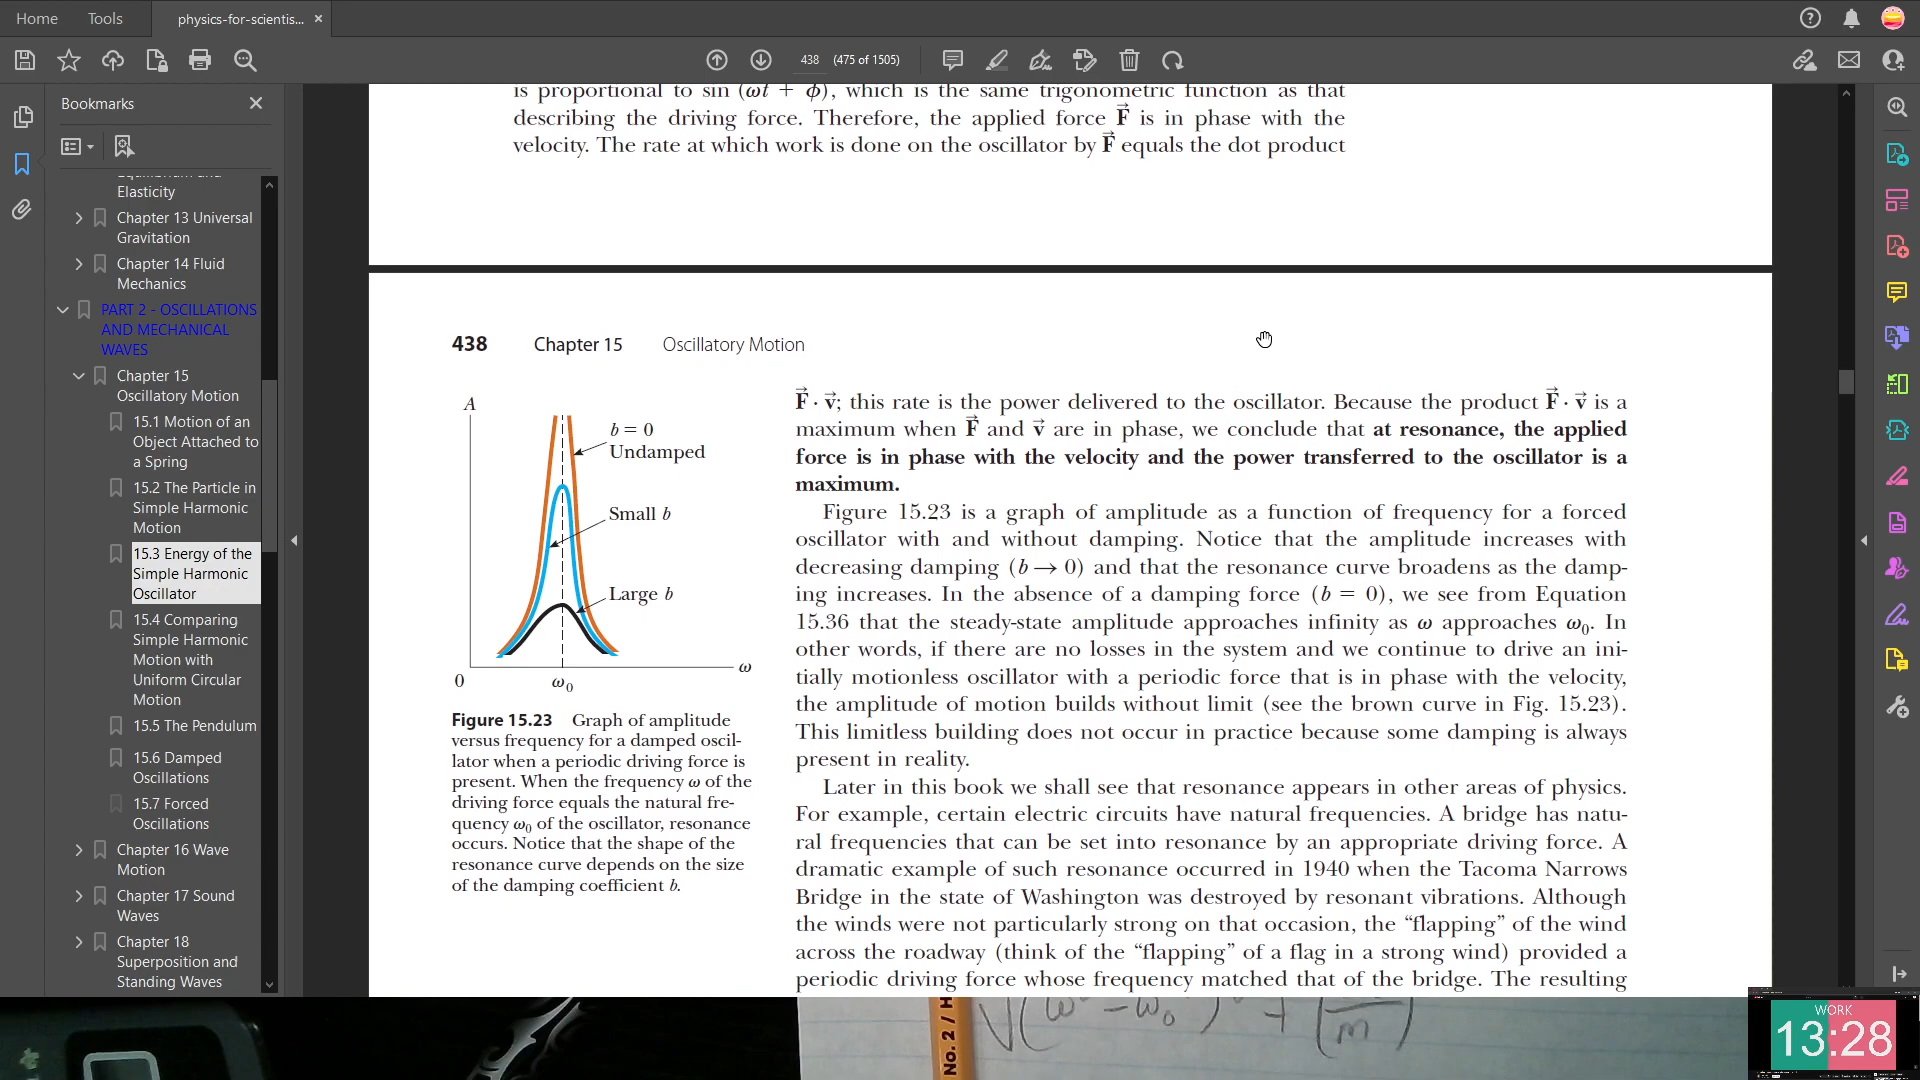 Home
Tools
physics-for-scientis...
438
(475 of 1505)
Bookmarks
Elasticity
Chapter 13 Universal
Gravitation
Chapter 14 Fluid
Mechanics
PART 2 - OSCILLATIONS
AND MECHANICAL
WAVES
Chapter 15
Oscillatory Motion
15.1 Motion of an
Object Attached to
a Spring
15.2 The Particle in
Simple Harmonic
Motion
15.3 Energy of the
Simple Harmonic
Oscillator
15.4 Comparing
Simple Harmonic
Motion with
Uniform Circular
Motion
15.5 The Pendulum
15.6 Damped
Oscillations
15.7 Forced
Oscillations
Chapter 16 Wave
Motion
Chapter 17 Sound
Waves
Chapter 18
Superposition and
Standing Waves
is proportional to sin (ωt + ϕ), which is the same trigonometric function as that
describing the driving force. Therefore, the applied force F⃗ is in phase with the
velocity. The rate at which work is done on the oscillator by F⃗ equals the dot product
438 Chapter 15 Oscillatory Motion
A
b = 0
Undamped
Small b
Large b
0
ω0
ω
Figure 15.23 Graph of amplitude
versus frequency for a damped oscil-
lator when a periodic driving force is
present. When the frequency ω of the
driving force equals the natural fre-
quency ω0 of the oscillator, resonance
occurs. Notice that the shape of the
resonance curve depends on the size
of the damping coefficient b.
F⃗ · v⃗; this rate is the power delivered to the oscillator. Because the product F⃗ · v⃗ is a
maximum when F⃗ and v⃗ are in phase, we conclude that at resonance, the applied
force is in phase with the velocity and the power transferred to the oscillator is a
maximum.
Figure 15.23 is a graph of amplitude as a function of frequency for a forced
oscillator with and without damping. Notice that the amplitude increases with
decreasing damping (b → 0) and that the resonance curve broadens as the damp-
ing increases. In the absence of a damping force (b = 0), we see from Equation
15.36 that the steady-state amplitude approaches infinity as ω approaches ω0. In
other words, if there are no losses in the system and we continue to drive an ini-
tially motionless oscillator with a periodic force that is in phase with the velocity,
the amplitude of motion builds without limit (see the brown curve in Fig. 15.23).
This limitless building does not occur in practice because some damping is always
present in reality.
Later in this book we shall see that resonance appears in other areas of physics.
For example, certain electric circuits have natural frequencies. A bridge has natu-
ral frequencies that can be set into resonance by an appropriate driving force. A
dramatic example of such resonance occurred in 1940 when the Tacoma Narrows
Bridge in the state of Washington was destroyed by resonant vibrations. Although
the winds were not particularly strong on that occasion, the “flapping” of the wind
across the roadway (think of the “flapping” of a flag in a strong wind) provided a
periodic driving force whose frequency matched that of the bridge. The resulting
No. 2 / H
WORK
13:28